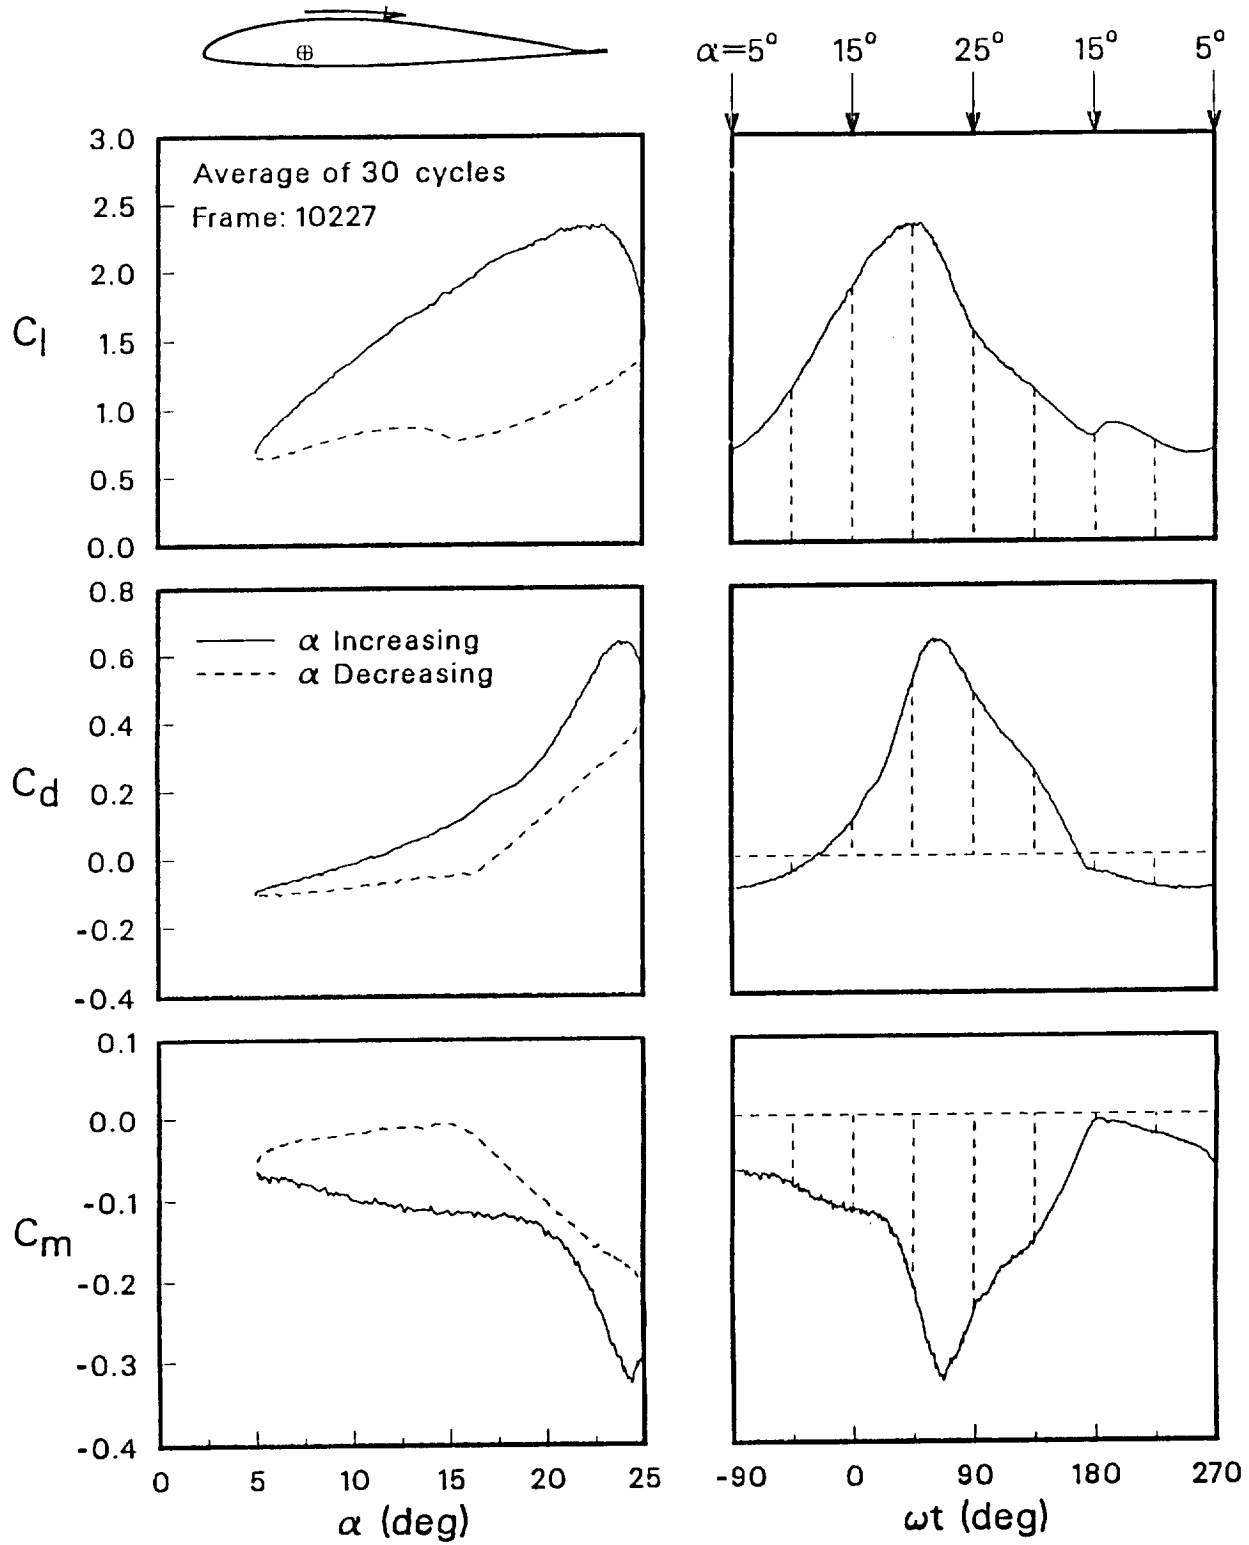 α=5° 15° 25° 15° 5°
3.0
2.5
2.0
1.5
1.0
0.5
0.0
C_l
Average of 30 cycles
Frame: 10227
0.8
0.6
0.4
0.2
0.0
-0.2
-0.4
C_d
α Increasing
α Decreasing
0.1
0.0
-0.1
-0.2
-0.3
-0.4
C_m
0 5 10 15 20 25
α (deg)
-90 0 90 180 270
ωt (deg)